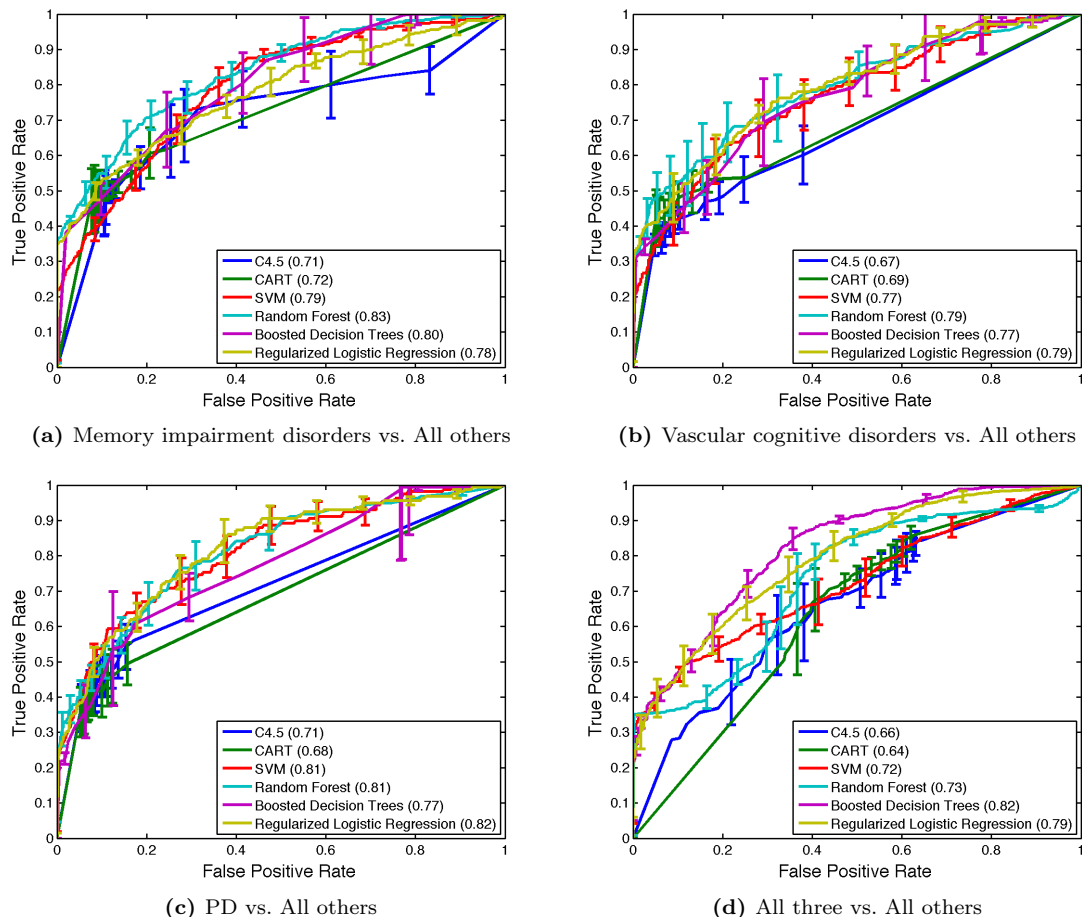 1
0.9
0.8
0.7
0.6
0.5
0.4
0.3
0.2
0.1
0
True Positive Rate
C4.5 (0.71)
CART (0.72)
SVM (0.79)
Random Forest (0.83)
Boosted Decision Trees (0.80)
Regularized Logistic Regression (0.78)
0 0.2 0.4 0.6 0.8 1
False Positive Rate
(a) Memory impairment disorders vs. All others
1
0.9
0.8
0.7
0.6
0.5
0.4
0.3
0.2
0.1
0
True Positive Rate
C4.5 (0.67)
CART (0.69)
SVM (0.77)
Random Forest (0.79)
Boosted Decision Trees (0.77)
Regularized Logistic Regression (0.79)
0 0.2 0.4 0.6 0.8 1
False Positive Rate
(b) Vascular cognitive disorders vs. All others
1
0.9
0.8
0.7
0.6
0.5
0.4
0.3
0.2
0.1
0
True Positive Rate
C4.5 (0.71)
CART (0.68)
SVM (0.81)
Random Forest (0.81)
Boosted Decision Trees (0.77)
Regularized Logistic Regression (0.82)
0 0.2 0.4 0.6 0.8 1
False Positive Rate
(c) PD vs. All others
1
0.9
0.8
0.7
0.6
0.5
0.4
0.3
0.2
0.1
0
True Positive Rate
C4.5 (0.66)
CART (0.64)
SVM (0.72)
Random Forest (0.73)
Boosted Decision Trees (0.82)
Regularized Logistic Regression (0.79)
0 0.2 0.4 0.6 0.8 1
False Positive Rate
(d) All three vs. All others